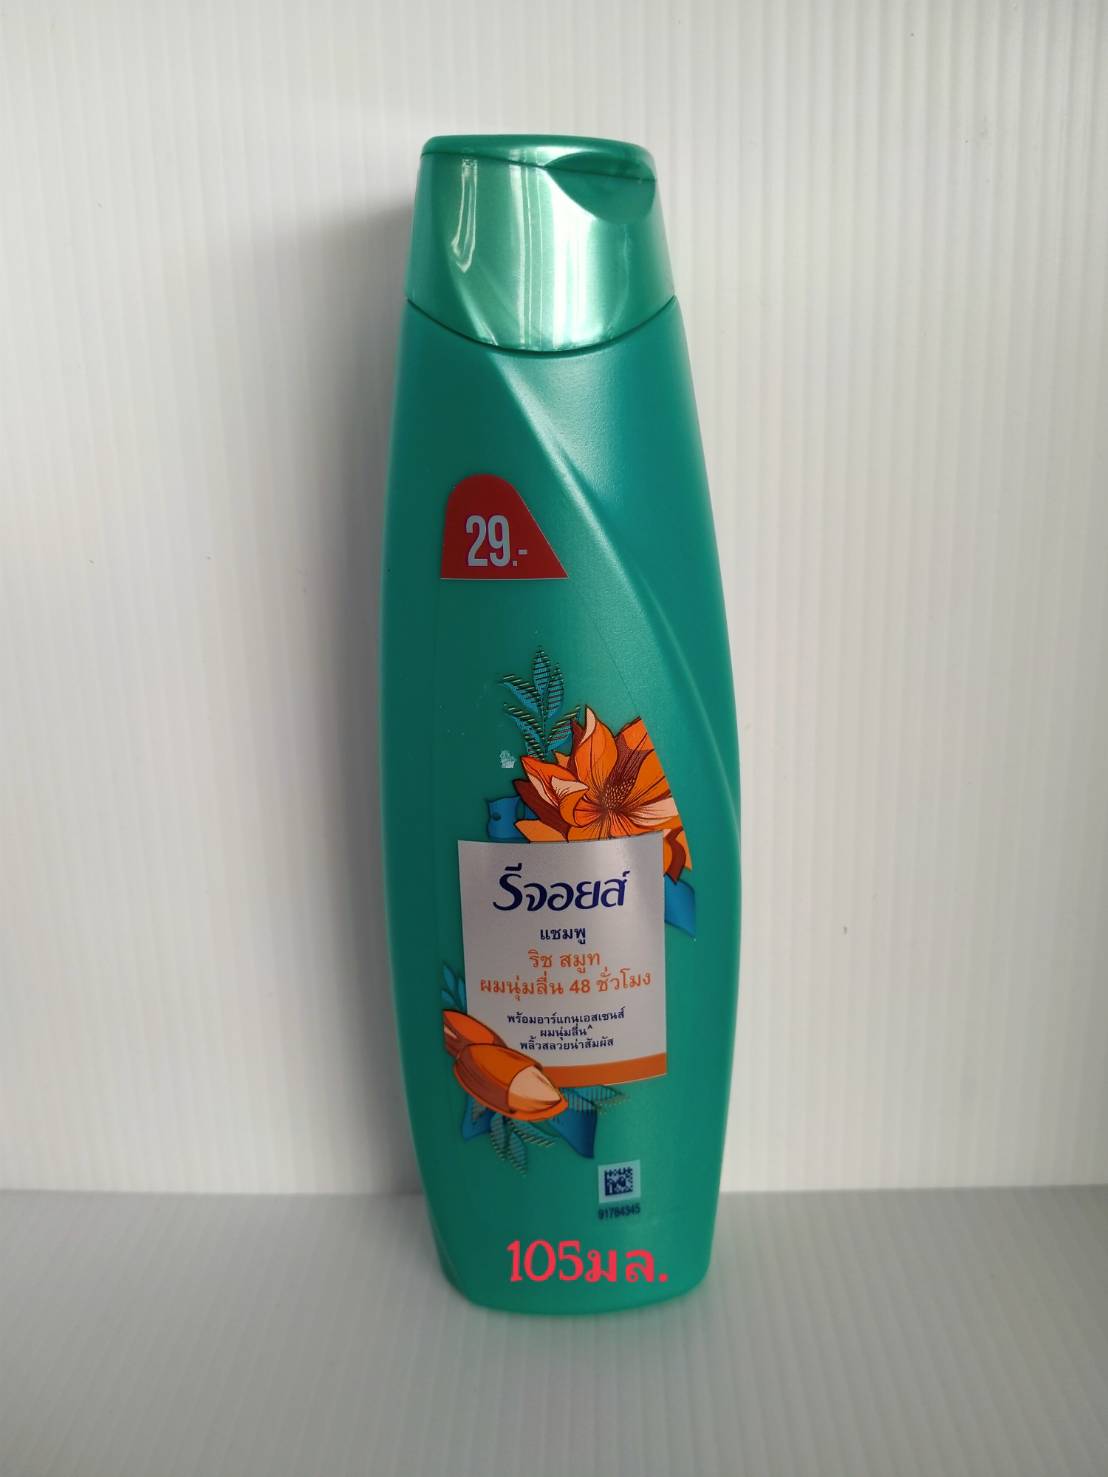 29.-
รีจอยส์
แชมพู
ริช สมูท
ผมนุ่มลื่น 48 ชั่วโมง
พร้อมอาร์แกนเอสเซนส์
ผมนุ่มลื่น^
พลิ้วสลวยน่าสัมผัส
91784345
105มล.